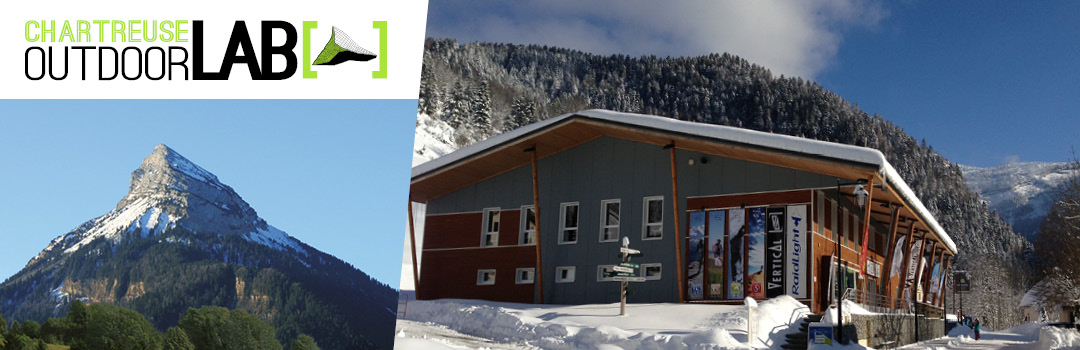 CHARTREUSE
OUTDOORLAB[ ]
VERTICAL
RaidLight